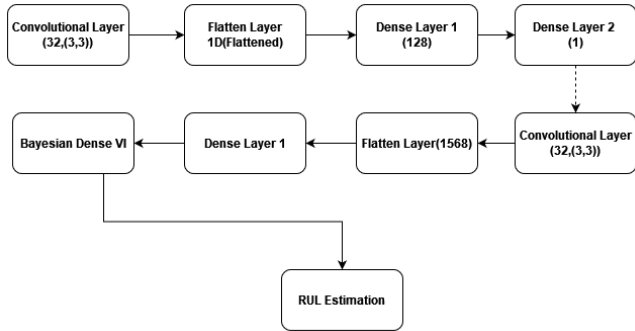 Convolutional Layer
(32,(3,3))
Flatten Layer
1D(Flattened)
Dense Layer 1
(128)
Dense Layer 2
(1)
Bayesian Dense VI
Dense Layer 1
Flatten Layer(1568)
Convolutional Layer
(32,(3,3))
RUL Estimation